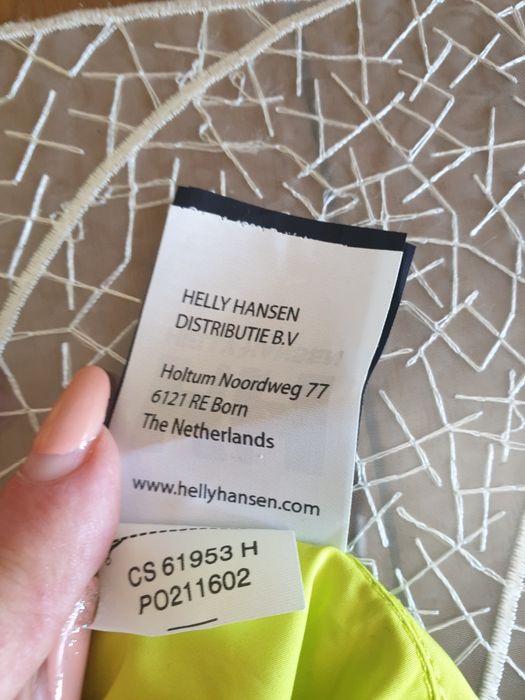 HELLY HANSEN
DISTRIBUTIE B.V
Holtum Noordweg 77
6121 RE Born
The Netherlands
www.hellyhansen.com
CS 61953 H
PO211602